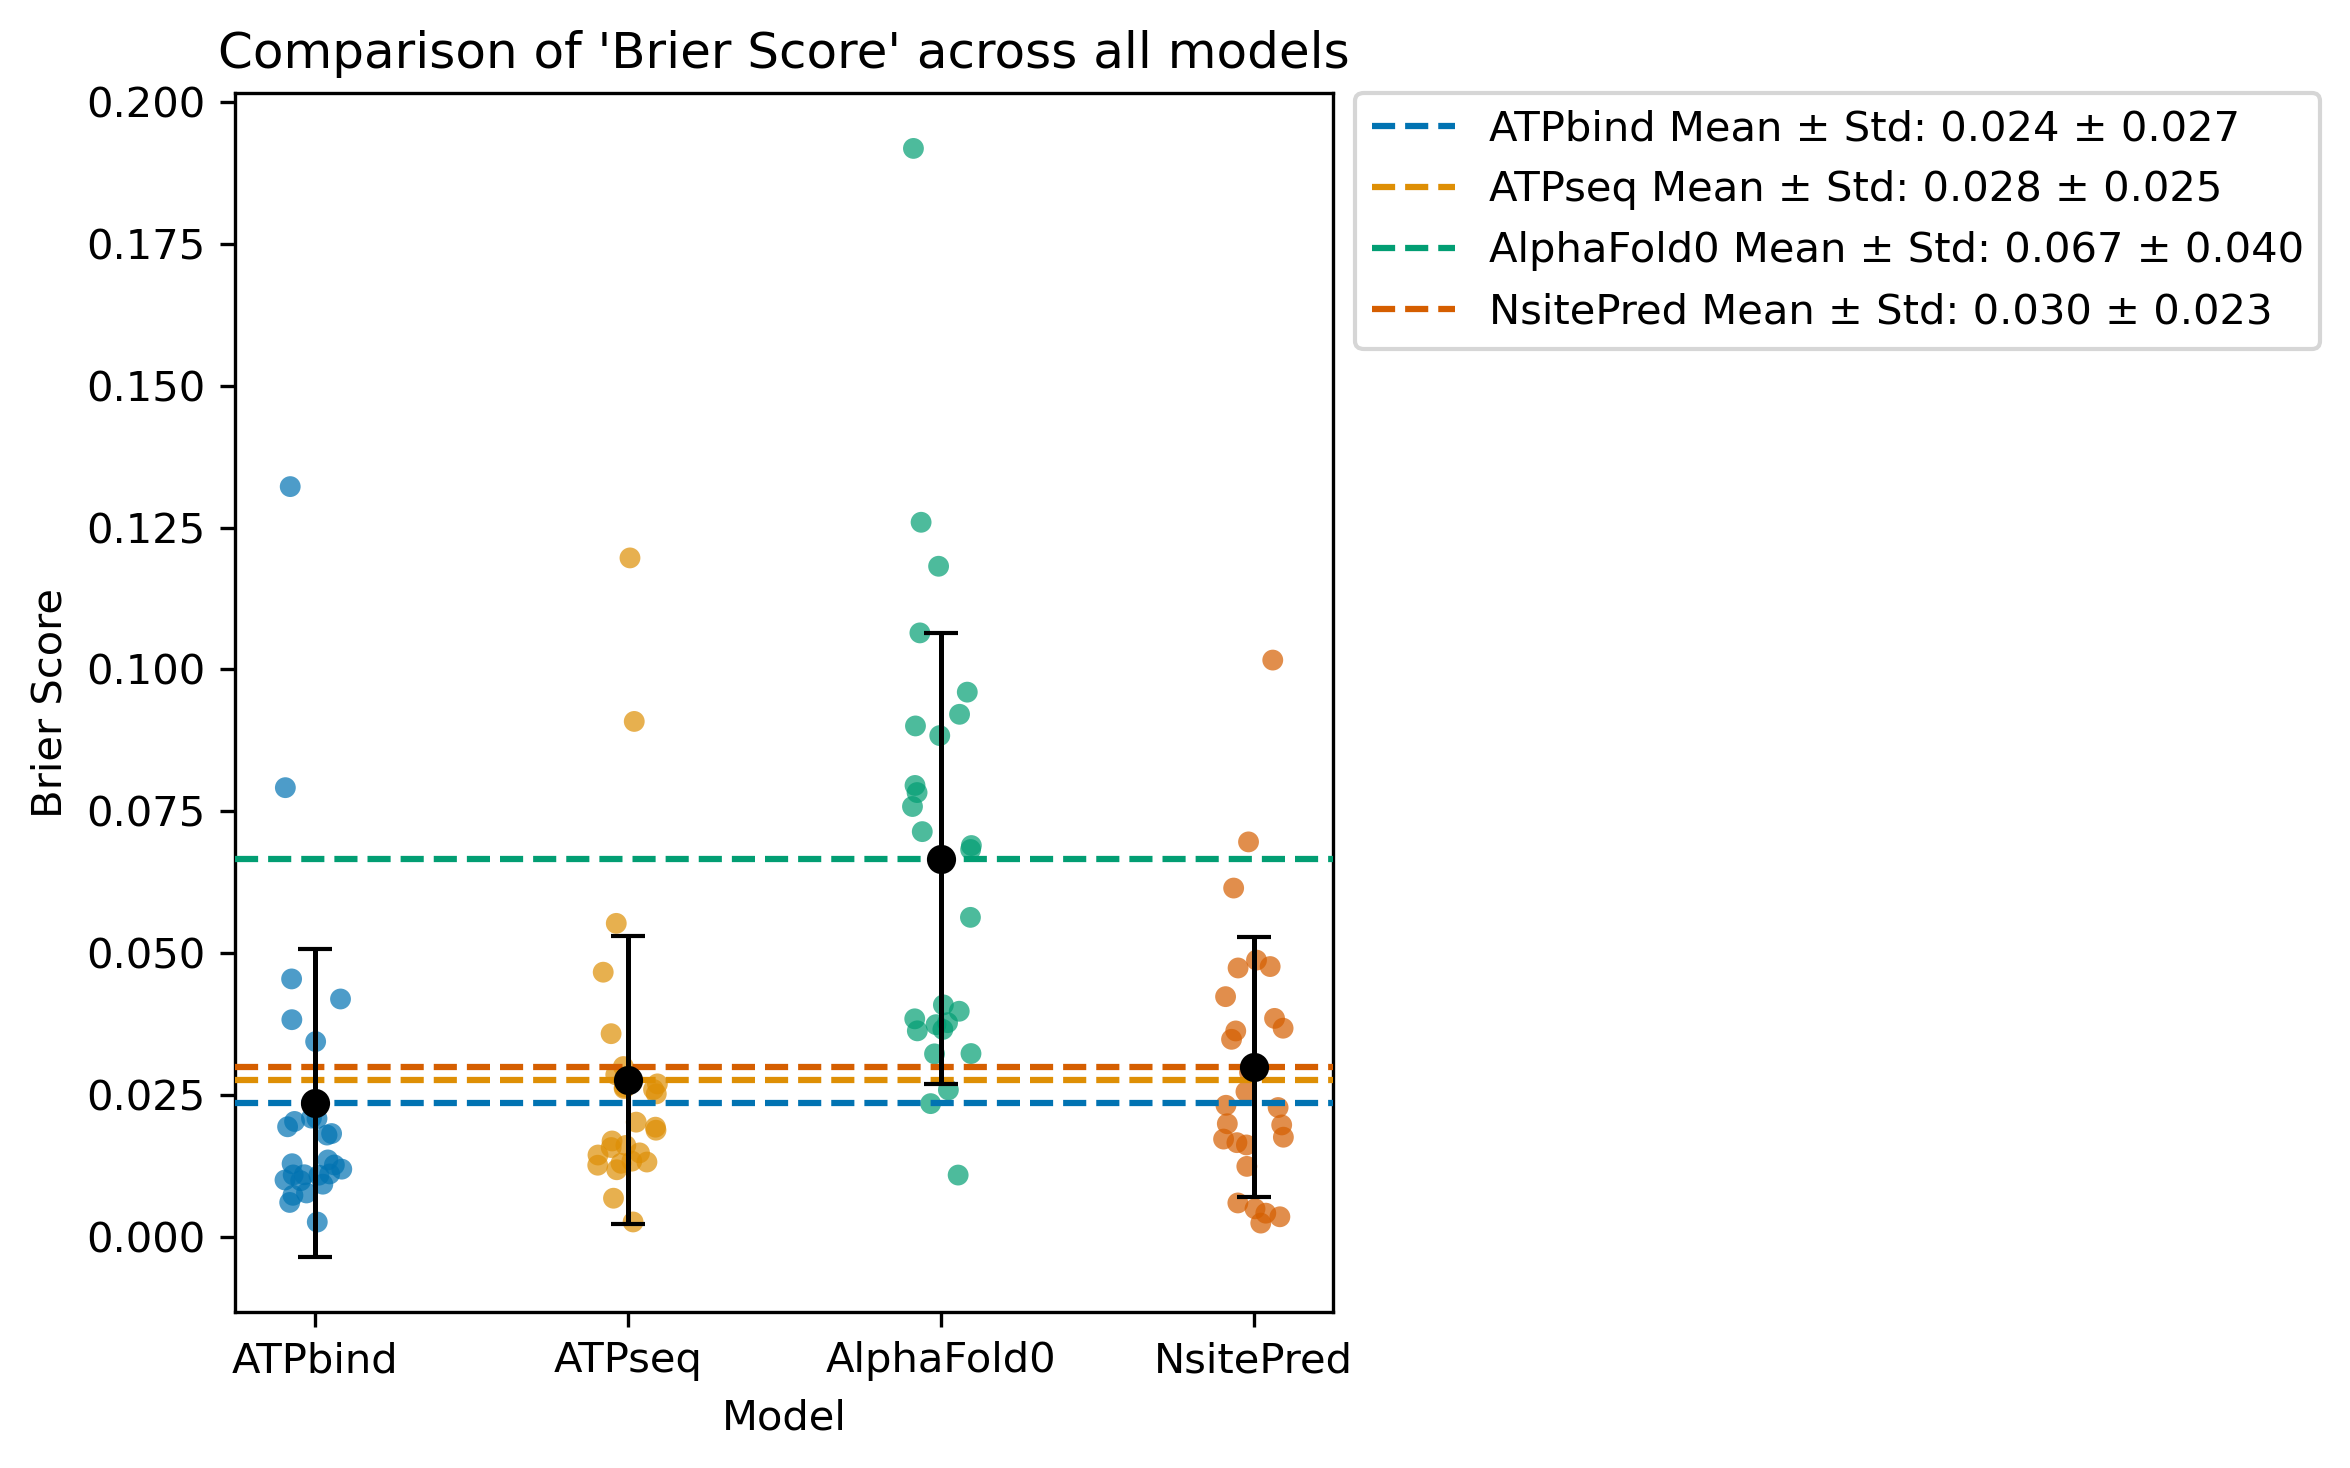 Comparison of 'Brier Score' across all models
0.200
0.175
0.150
0.125
0.100
0.075
0.050
0.025
0.000
Brier Score
ATPbind
ATPseq
AlphaFold0
NsitePred
Model
ATPbind Mean ± Std: 0.024 ± 0.027
ATPseq Mean ± Std: 0.028 ± 0.025
AlphaFold0 Mean ± Std: 0.067 ± 0.040
NsitePred Mean ± Std: 0.030 ± 0.023